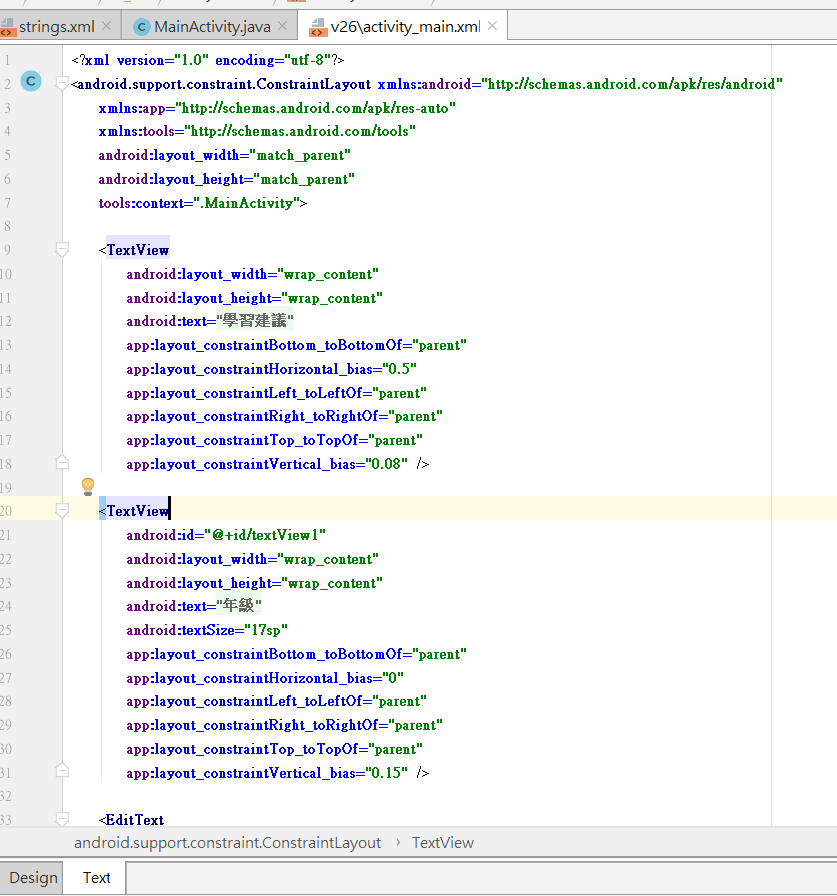 strings.xml
MainActivity.java
v26\activity_main.xml
1 <?xml version="1.0" encoding="utf-8"?>
2 <android.support.constraint.ConstraintLayout xmlns:android="http://schemas.android.com/apk/res/android"
3 xmlns:app="http://schemas.android.com/apk/res-auto"
4 xmlns:tools="http://schemas.android.com/tools"
5 android:layout_width="match_parent"
6 android:layout_height="match_parent"
7 tools:context=".MainActivity">
8
9 <TextView
10 android:layout_width="wrap_content"
11 android:layout_height="wrap_content"
12 android:text="學習建議"
13 app:layout_constraintBottom_toBottomOf="parent"
14 app:layout_constraintHorizontal_bias="0.5"
15 app:layout_constraintLeft_toLeftOf="parent"
16 app:layout_constraintRight_toRightOf="parent"
17 app:layout_constraintTop_toTopOf="parent"
18 app:layout_constraintVertical_bias="0.08" />
19
20 <TextView
21 android:id="@+id/textView1"
22 android:layout_width="wrap_content"
23 android:layout_height="wrap_content"
24 android:text="年級"
25 android:textSize="17sp"
26 app:layout_constraintBottom_toBottomOf="parent"
27 app:layout_constraintHorizontal_bias="0"
28 app:layout_constraintLeft_toLeftOf="parent"
29 app:layout_constraintRight_toRightOf="parent"
30 app:layout_constraintTop_toTopOf="parent"
31 app:layout_constraintVertical_bias="0.15" />
32
33 <EditText
android.support.constraint.ConstraintLayout › TextView
Design Text